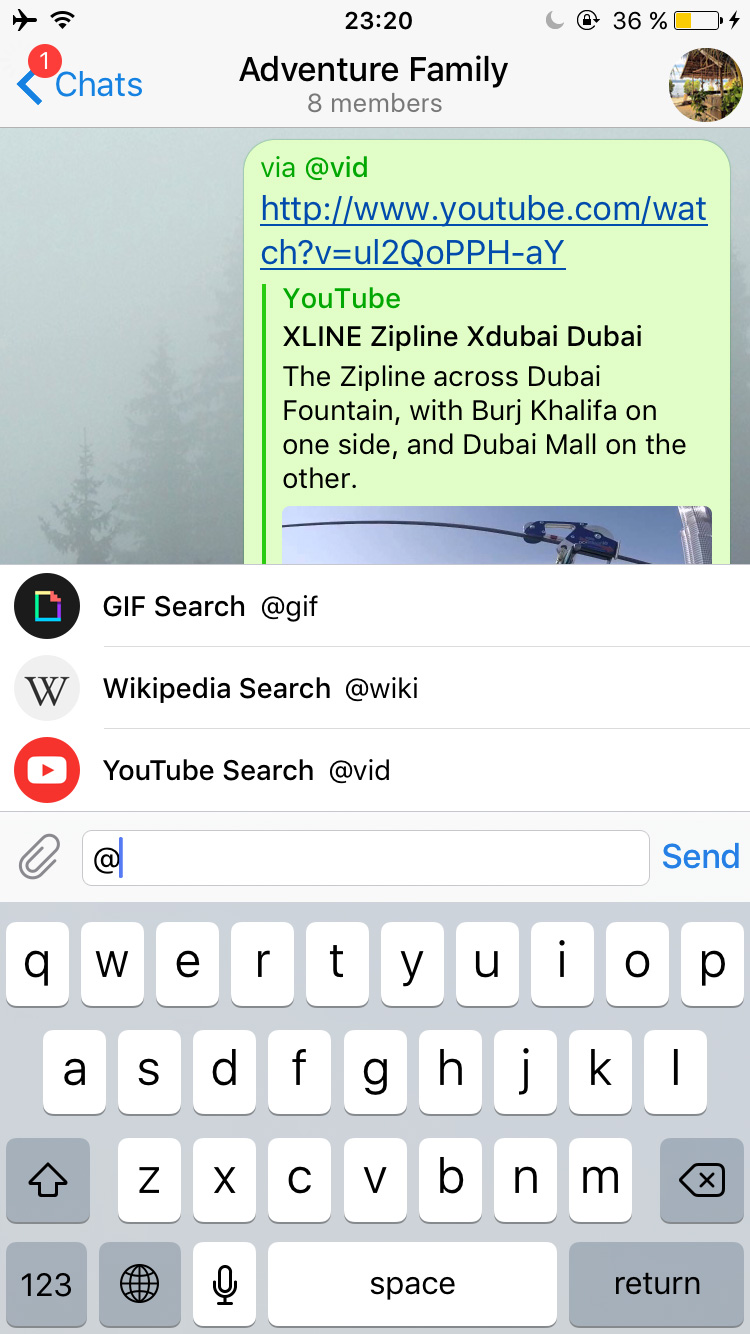 23:20
36 %
1
Chats
Adventure Family
8 members
via @vid
http://www.youtube.com/wat
ch?v=ul2QoPPH-aY
YouTube
XLINE Zipline Xdubai Dubai
The Zipline across Dubai
Fountain, with Burj Khalifa on
one side, and Dubai Mall on the
other.
GIF Search @gif
W
Wikipedia Search @wiki
YouTube Search @vid
@
Send
q w e r t y u i o p
a s d f g h j k l
z x c v b n m
123
space
return